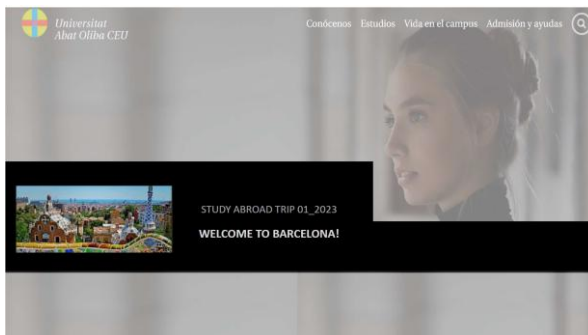 Universitat
Abat Oliba CEU
Conócenos Estudios Vida en el campus Admisión y ayudas
STUDY ABROAD TRIP 01_2023
WELCOME TO BARCELONA!